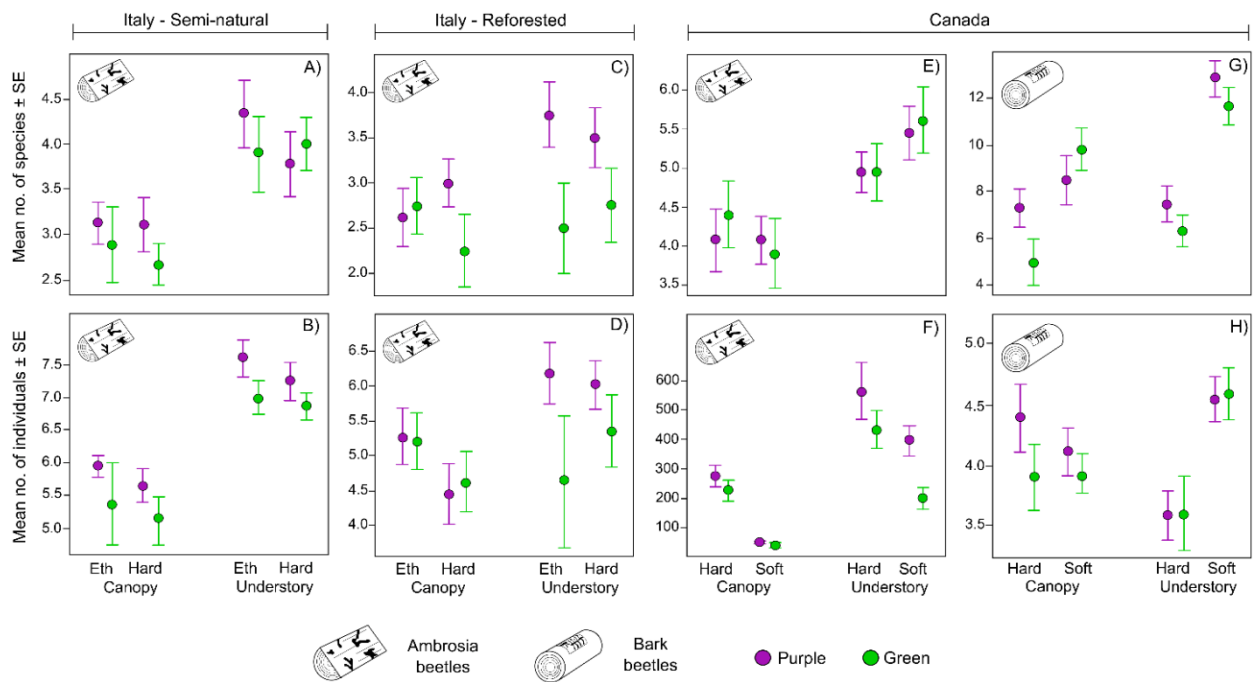 Italy - Semi-natural
Italy - Reforested
Canada
Mean no. of species ± SE
A)
4.5
4.0
3.5
3.0
2.5
C)
4.0
3.5
3.0
2.5
2.0
E)
6.0
5.5
5.0
4.5
4.0
3.5
G)
12
10
8
6
4
Mean no. of individuals ± SE
B)
7.5
7.0
6.5
6.0
5.5
5.0
D)
6.5
6.0
5.5
5.0
4.5
4.0
F)
600
500
400
300
200
100
H)
5.0
4.5
4.0
3.5
Eth Hard Eth Hard
Canopy Understory
Eth Hard Eth Hard
Canopy Understory
Hard Soft Hard Soft
Canopy Understory
Hard Soft Hard Soft
Canopy Understory
Ambrosia
beetles
Bark
beetles
Purple
Green